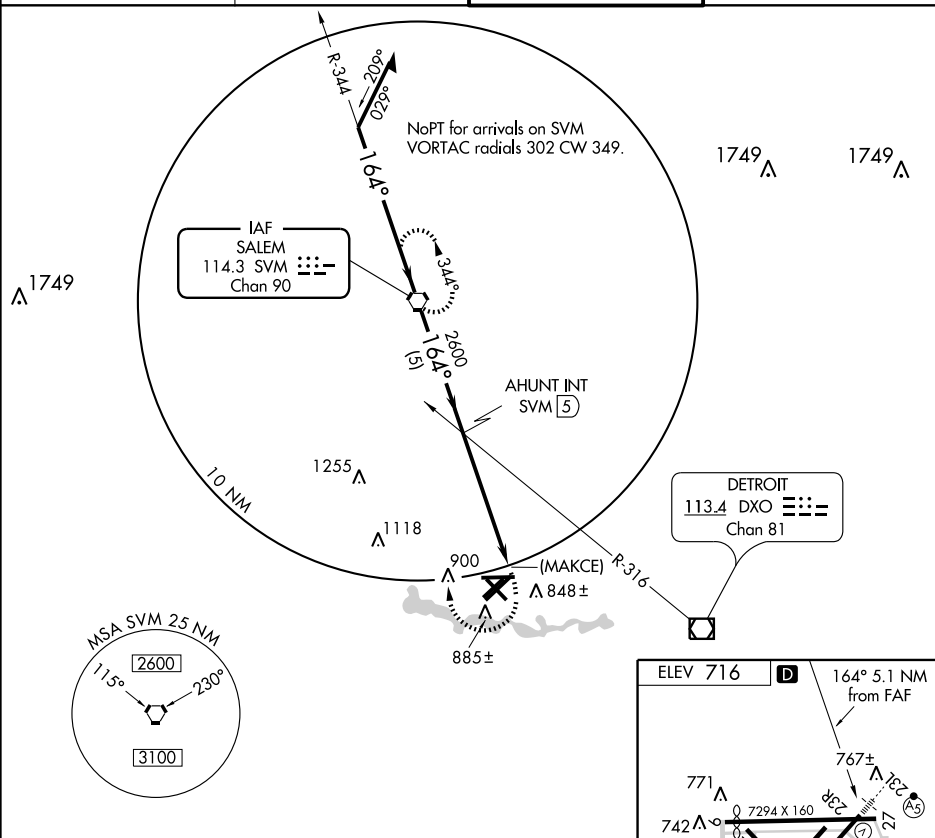 R-344
209°
029°
NoPT for arrivals on SVM
VORTAC radials 302 CW 349.
1749
1749
164°
IAF
SALEM
114.3 SVM
Chan 90
344°
1749
2600
164°
(5)
AHUNT INT
SVM 5
1255
10 NM
DETROIT
113.4 DXO
Chan 81
1118
R-316
900
(MAKCE)
848±
885±
MSA SVM 25 NM
2600
115°
230°
3100
ELEV 716
D
164° 5.1 NM
from FAF
767±
771
23R
23L
A5
7294 X 160
742
9
27